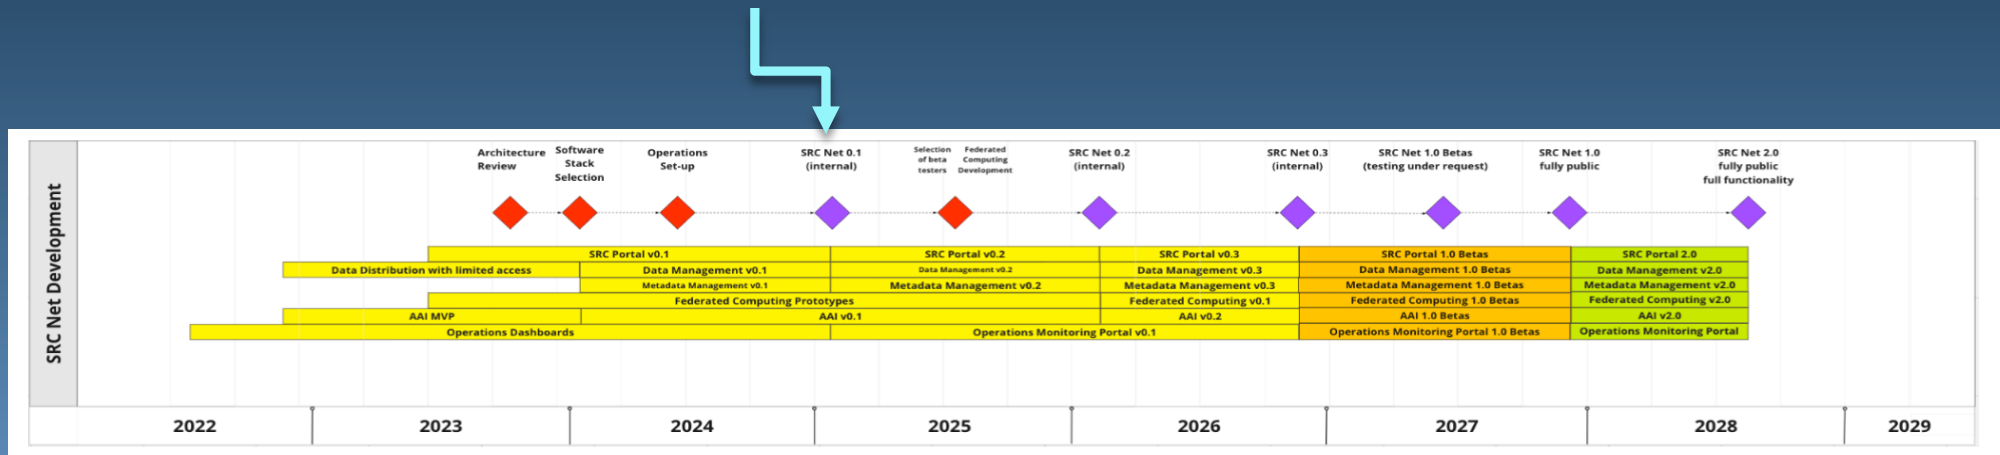 SRC Net Development
Architecture
Review
Software
Stack
Selection
Operations
Set-up
SRC Net 0.1
(internal)
Selection
of beta
testers
Federated
Computing
Development
SRC Net 0.2
(internal)
SRC Net 0.3
(internal)
SRC Net 1.0 Betas
(testing under request)
SRC Net 1.0
fully public
SRC Net 2.0
fully public
full functionality
SRC Portal v0.1
SRC Portal v0.2
SRC Portal v0.3
SRC Portal 1.0 Betas
SRC Portal 2.0
Data Distribution with limited access
Data Management v0.1
Data Management v0.2
Data Management v0.3
Data Management 1.0 Betas
Data Management v2.0
Metadata Management v0.1
Metadata Management v0.2
Metadata Management v0.3
Metadata Management 1.0 Betas
Metadata Management v2.0
Federated Computing Prototypes
Federated Computing v0.1
Federated Computing 1.0 Betas
Federated Computing v2.0
AAI MVP
AAI v0.1
AAI v0.2
AAI 1.0 Betas
AAI v2.0
Operations Dashboards
Operations Monitoring Portal v0.1
Operations Monitoring Portal 1.0 Betas
Operations Monitoring Portal
2022
2023
2024
2025
2026
2027
2028
2029